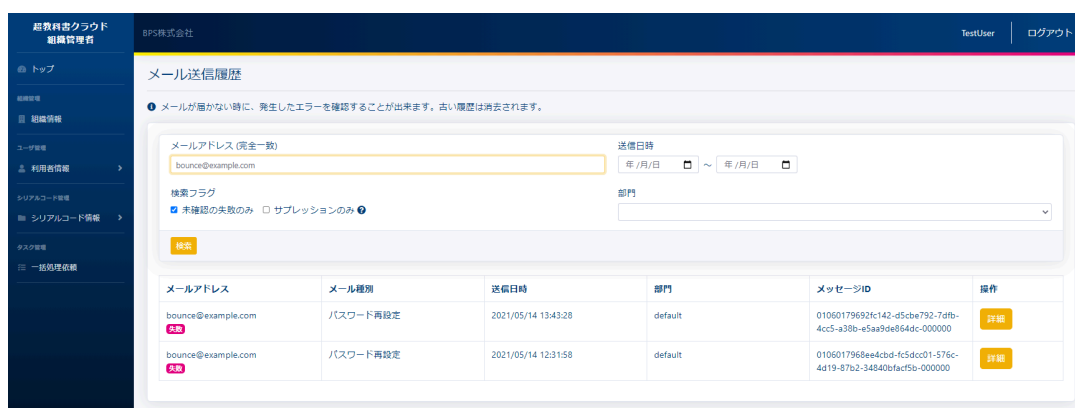 超教科書クラウド
組織管理者
BPS株式会社
TestUser
ログアウト
トップ
組織管理
組織情報
ユーザ管理
利用者情報
シリアルコード管理
シリアルコード情報
タスク管理
一括処理依頼
メール送信履歴
メールが届かない時に、発生したエラーを確認することが出来ます。古い履歴は消去されます。
メールアドレス (完全一致)
送信日時
bounce@example.com
年 /月/日 ~ 年 /月/日
検索フラグ
部門
未確認の失敗のみ サプレッションのみ
検索
メールアドレス メール種別 送信日時 部門 メッセージID 操作
bounce@example.com パスワード再設定 2021/05/14 13:43:28 default 01060179692fc142-d5cbe792-7dfb- 詳細
失敗 4cc5-a38b-e5aa9de864dc-000000
bounce@example.com パスワード再設定 2021/05/14 12:31:58 default 0106017968ee4cbd-fc5dcc01-576c- 詳細
失敗 4d19-87b2-34840bfacf5b-000000